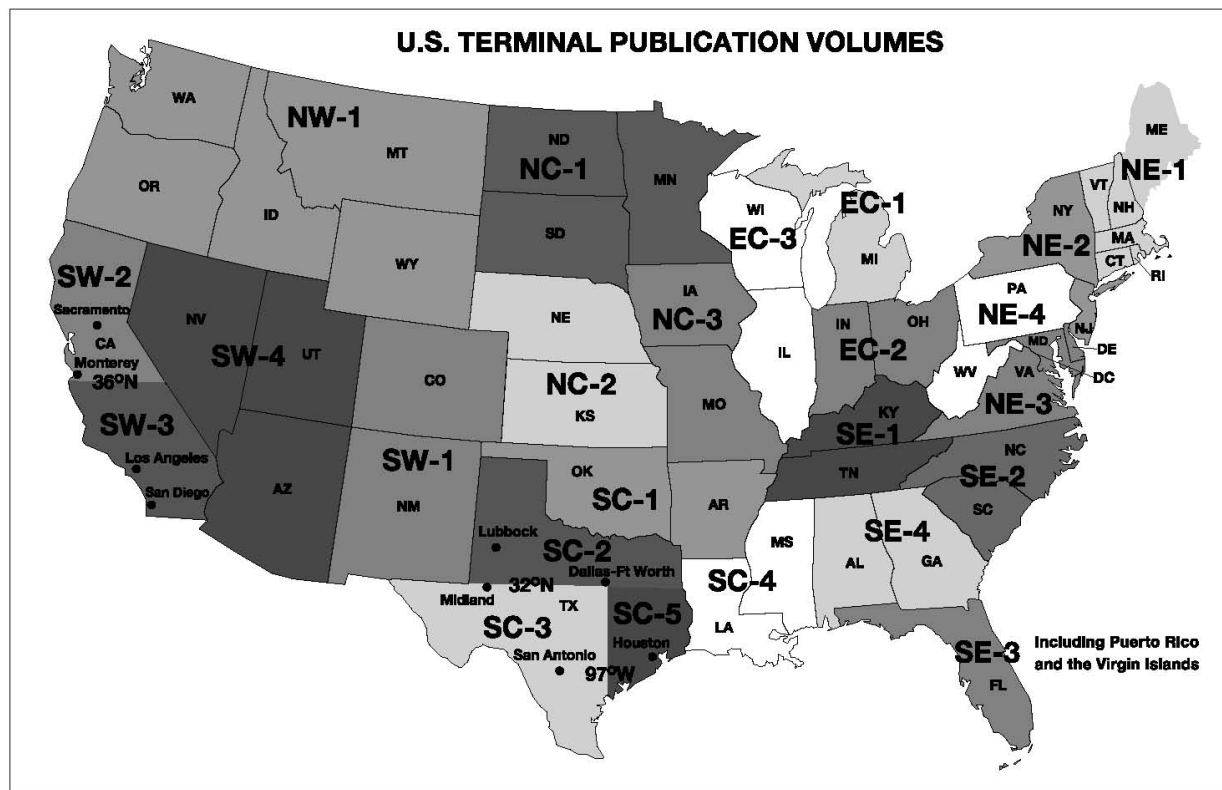 U.S. TERMINAL PUBLICATION VOLUMES
WA
NW-1
MT
ND
NC-1
MN
ME
NE-1
VT
NH
OR
ID
WY
SD
WI
EC-3
EC-1
MI
NY
NE-2
MA
CT
RI
SW-2
Sacramento
CA
Monterey
36ºN
NV
SW-4
UT
CO
NE
NC-2
KS
IA
NC-3
MO
IL
IN
OH
EC-2
PA
NE-4
NJ
MD
DE
DC
WV
VA
NE-3
KY
SE-1
SW-3
Los Angeles
San Diego
AZ
SW-1
NM
OK
SC-1
AR
TN
NC
SE-2
SC
Lubbock
SC-2
Dallas-Ft Worth
Midland
32ºN
TX
SC-3
San Antonio
97ºW
SC-5
Houston
SC-4
LA
MS
AL
SE-4
GA
SE-3
FL
Including Puerto Rico
and the Virgin Islands